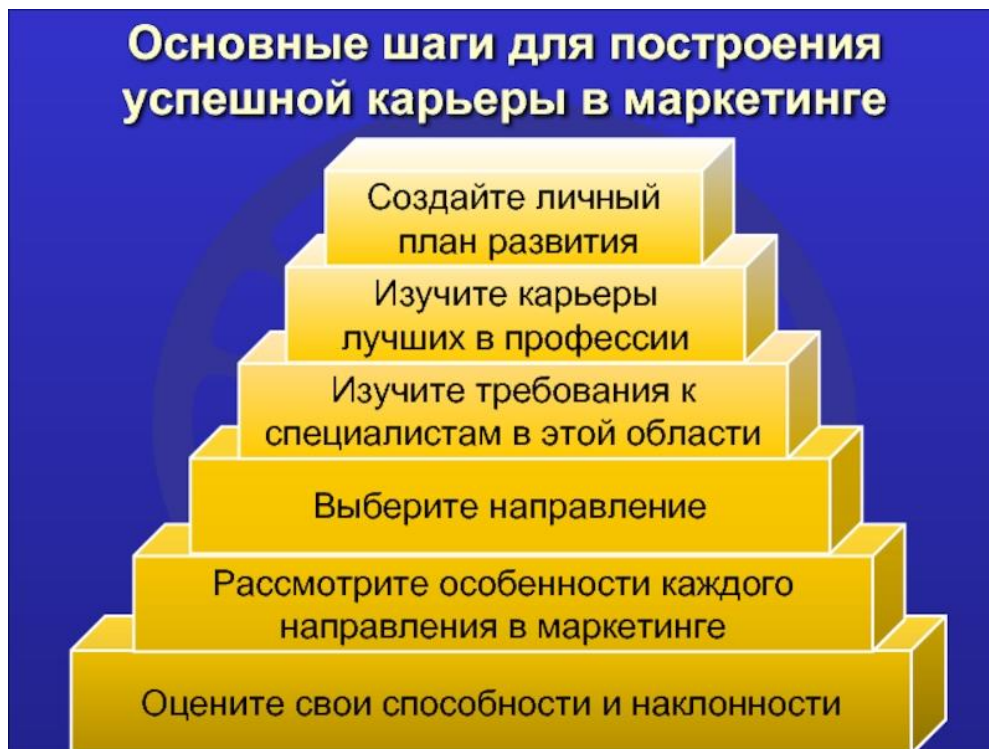 Основные шаги для построения
успешной карьеры в маркетинге
Создайте личный
план развития
Изучите карьеры
лучших в профессии
Изучите требования к
специалистам в этой области
Выберите направление
Рассмотрите особенности каждого
направления в маркетинге
Оцените свои способности и наклонности